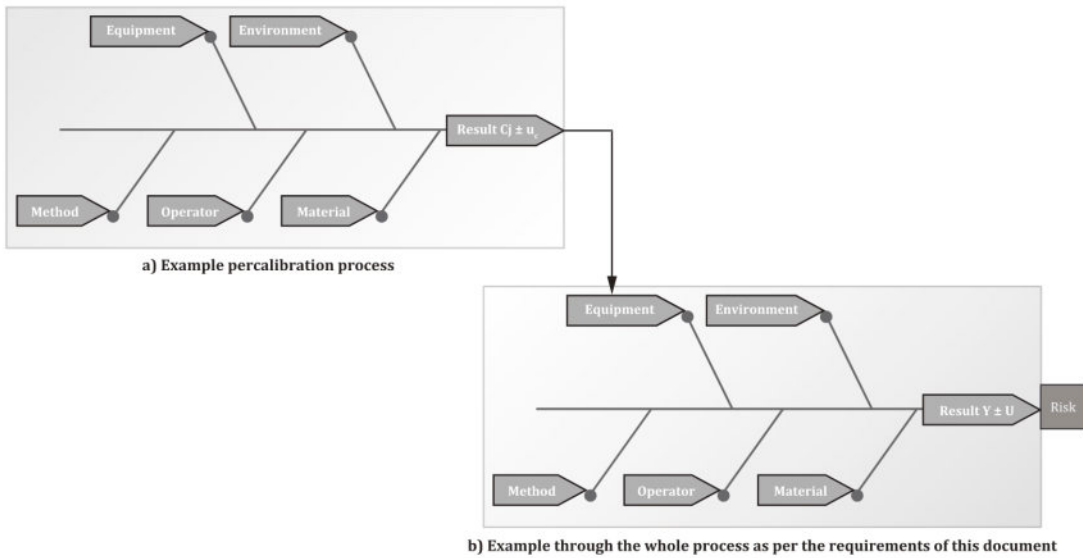 Equipment
Environment
Result Cj ± u_c
Method
Operator
Material
a) Example percalibration process
Equipment
Environment
Result Y ± U
Risk
Method
Operator
Material
b) Example through the whole process as per the requirements of this document